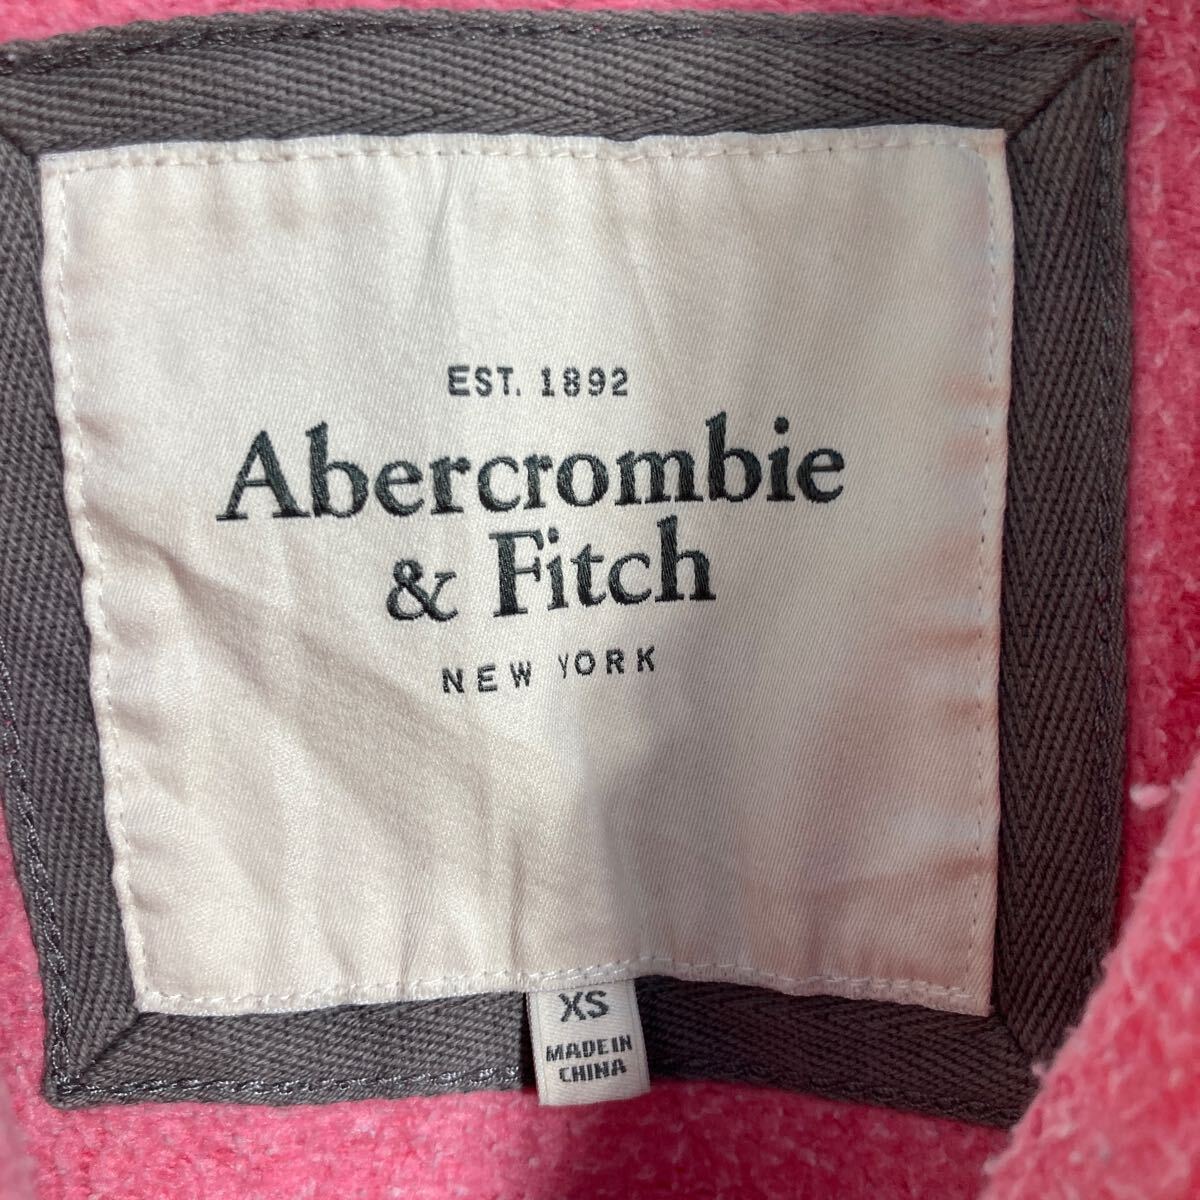 EST. 1892
Abercrombie
& Fitch
NEW YORK
XS
MADE IN
CHINA